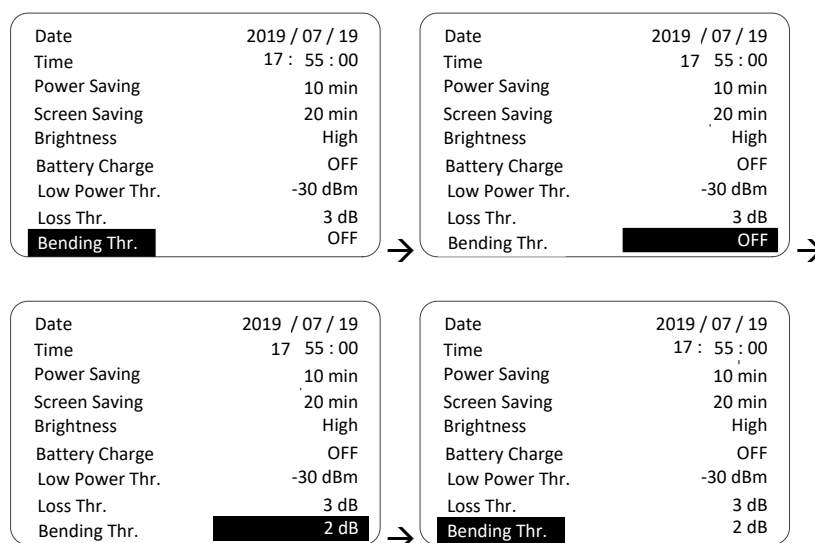 Date 2019 / 07 / 19
Time 17 : 55 : 00
Power Saving 10 min
Screen Saving 20 min
Brightness High
Battery Charge OFF
Low Power Thr. -30 dBm
Loss Thr. 3 dB
Bending Thr. OFF
→
Date 2019 / 07 / 19
Time 17 55 : 00
Power Saving 10 min
Screen Saving 20 min
Brightness High
Battery Charge OFF
Low Power Thr. -30 dBm
Loss Thr. 3 dB
Bending Thr. OFF
→
Date 2019 / 07 / 19
Time 17 55 : 00
Power Saving 10 min
Screen Saving 20 min
Brightness High
Battery Charge OFF
Low Power Thr. -30 dBm
Loss Thr. 3 dB
Bending Thr. 2 dB
→
Date 2019 / 07 / 19
Time 17 : 55 : 00
Power Saving 10 min
Screen Saving 20 min
Brightness High
Battery Charge OFF
Low Power Thr. -30 dBm
Loss Thr. 3 dB
Bending Thr. 2 dB